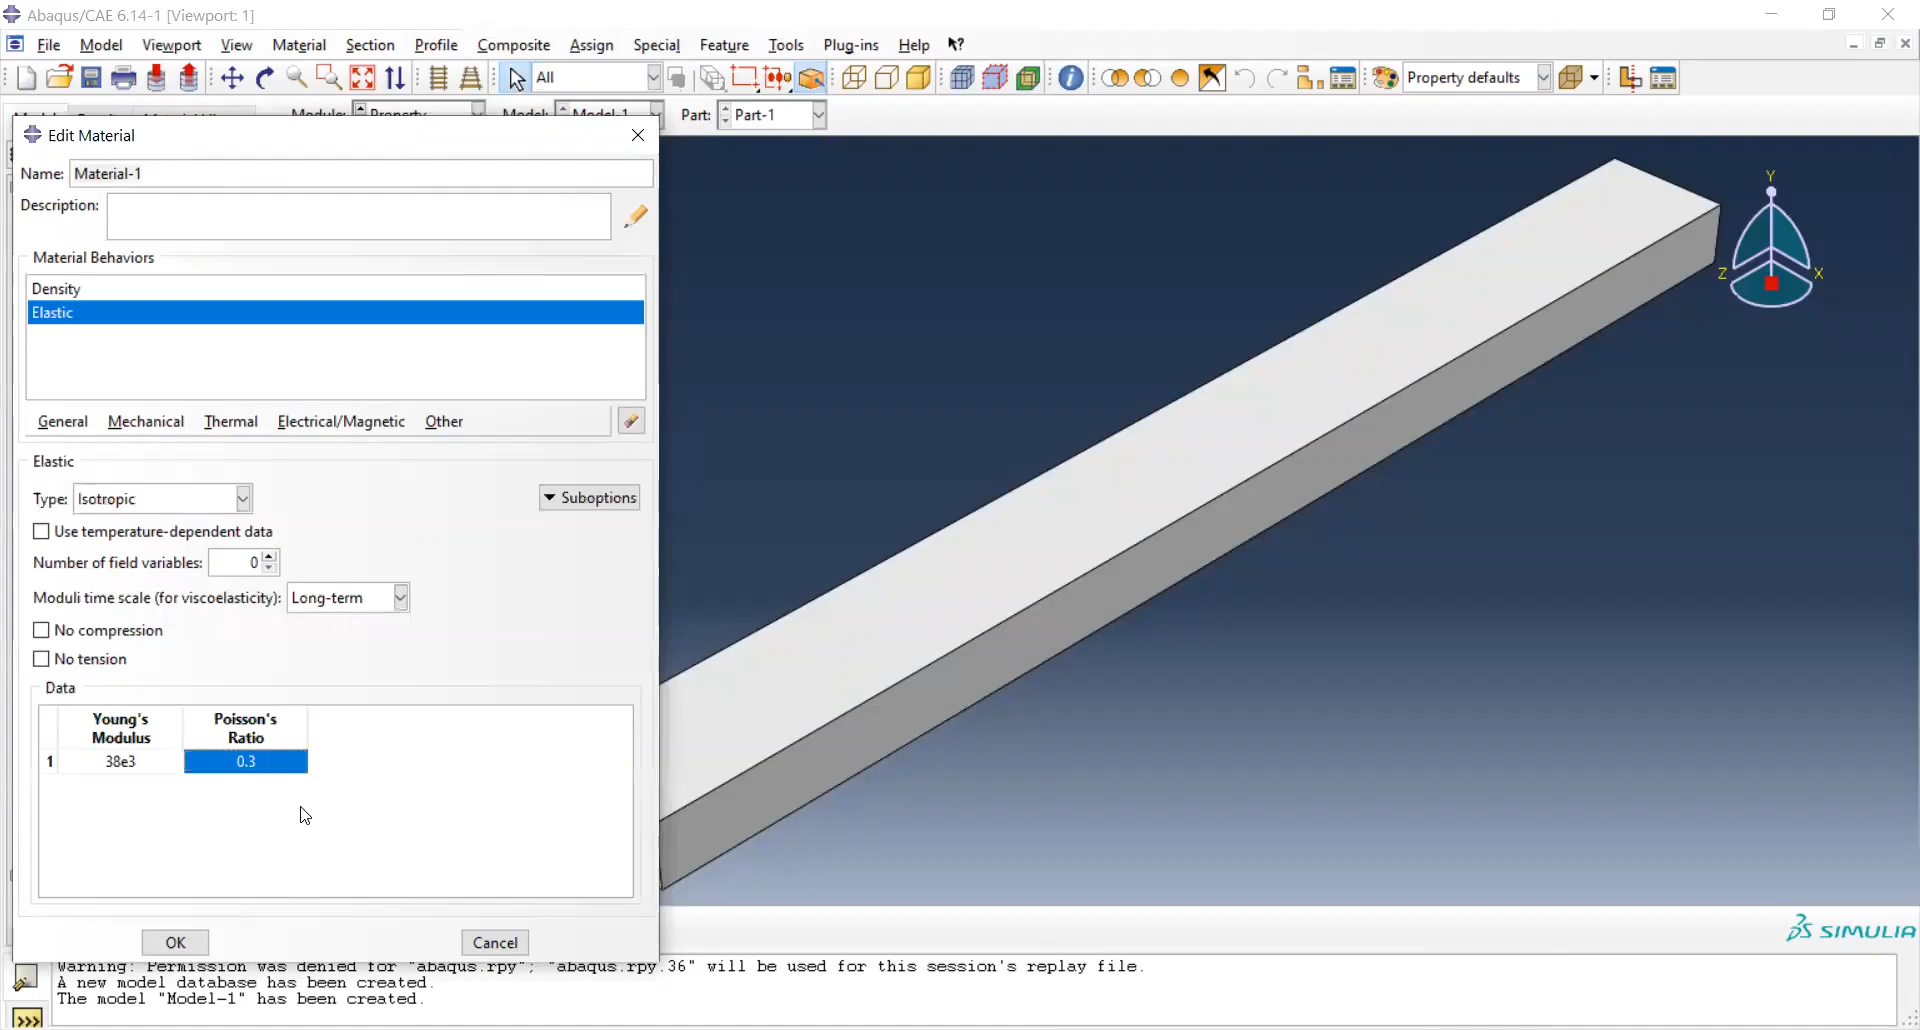 Abaqus/CAE 6.14-1 [Viewport: 1]
File Model Viewport View Material Section Profile Composite Assign Special Feature Tools Plug-ins Help
All
Property defaults
Module: Property Model: Model-1 Part: Part-1
Edit Material
Name: Material-1
Description:
Material Behaviors
Density
Elastic
General Mechanical Thermal Electrical/Magnetic Other
Elastic
Type: Isotropic
Suboptions
Use temperature-dependent data
Number of field variables: 0
Moduli time scale (for viscoelasticity): Long-term
No compression
No tension
Data
Young's Modulus
Poisson's Ratio
1 38e3 0.3
OK Cancel
Y
Z X
SIMULIA
Warning: Permission was denied for "abaqus.rpy"; "abaqus.rpy.36" will be used for this session's replay file.
A new model database has been created.
The model "Model-1" has been created.
>>>